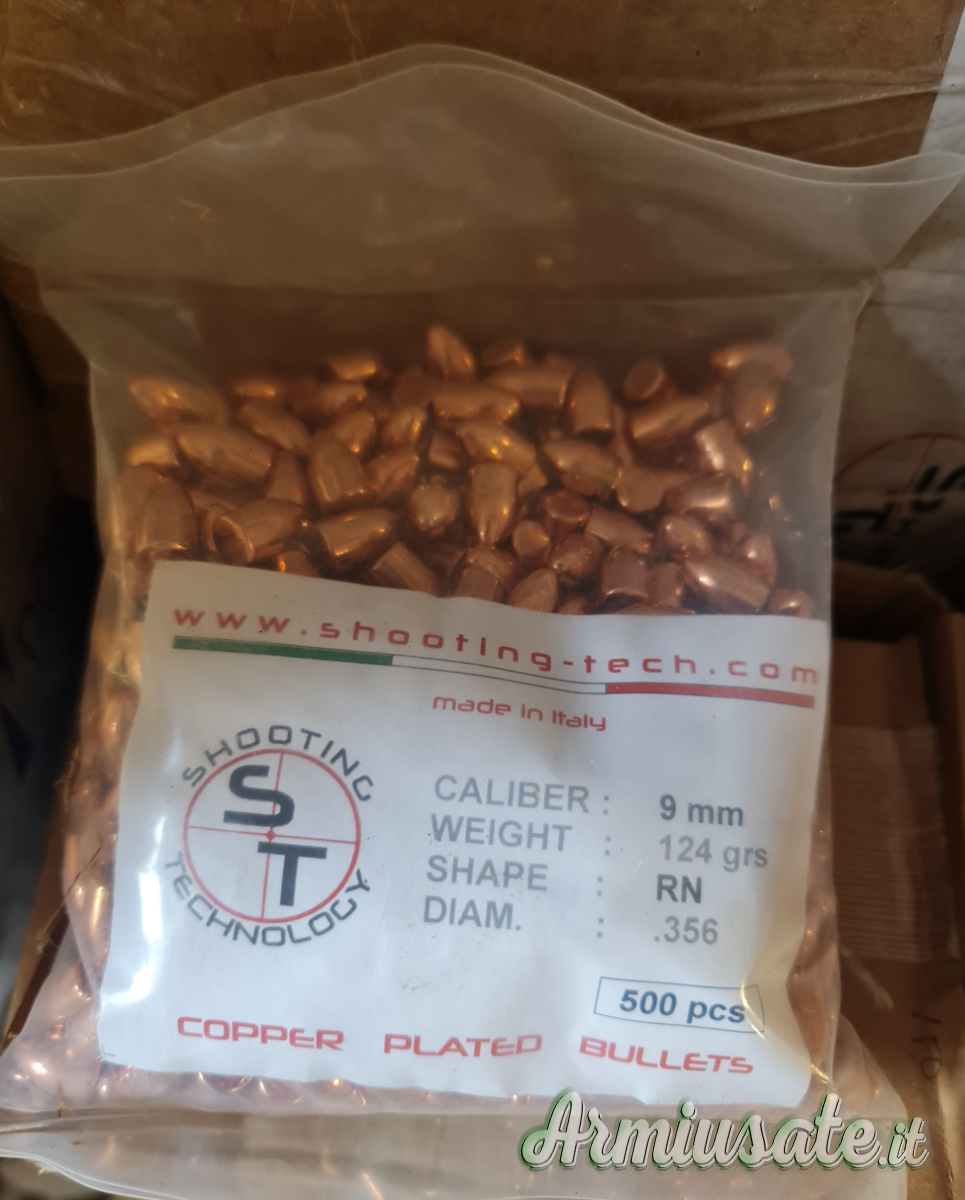 www.shooting-tech.com
made in Italy
SHOOTING
ST
TECHNOLOGY
CALIBER : 9 mm
WEIGHT : 124 grs
SHAPE : RN
DIAM. : .356
500 pcs
COPPER PLATED BULLETS
Armiusate.it